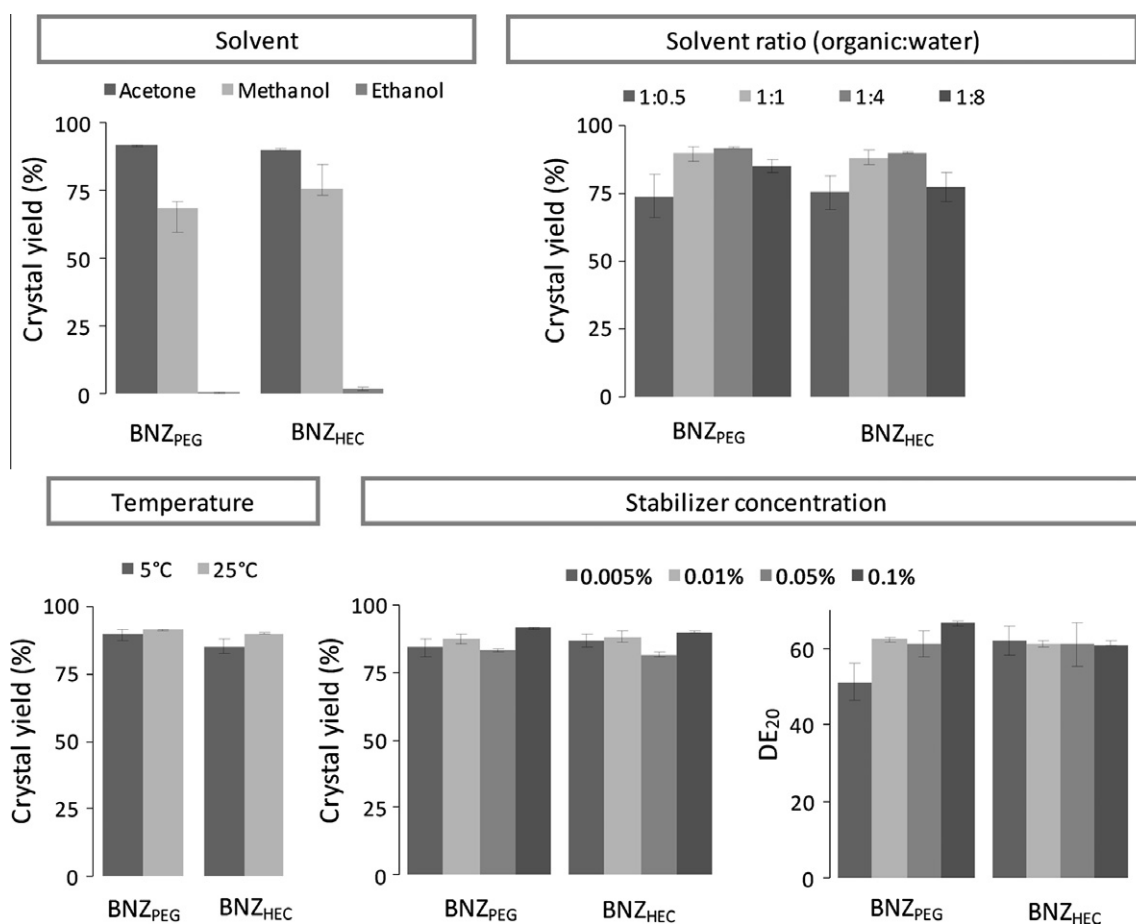 Solvent
Acetone Methanol Ethanol
Crystal yield (%)
100
75
50
25
0
BNZPEG BNZHEC
Solvent ratio (organic:water)
1:0.5 1:1 1:4 1:8
Crystal yield (%)
100
75
50
25
0
BNZPEG BNZHEC
Temperature
5°C 25°C
Crystal yield (%)
100
75
50
25
0
BNZPEG BNZHEC
Stabilizer concentration
0.005% 0.01% 0.05% 0.1%
Crystal yield (%)
100
75
50
25
0
BNZPEG BNZHEC
DE20
60
40
20
0
BNZPEG BNZHEC